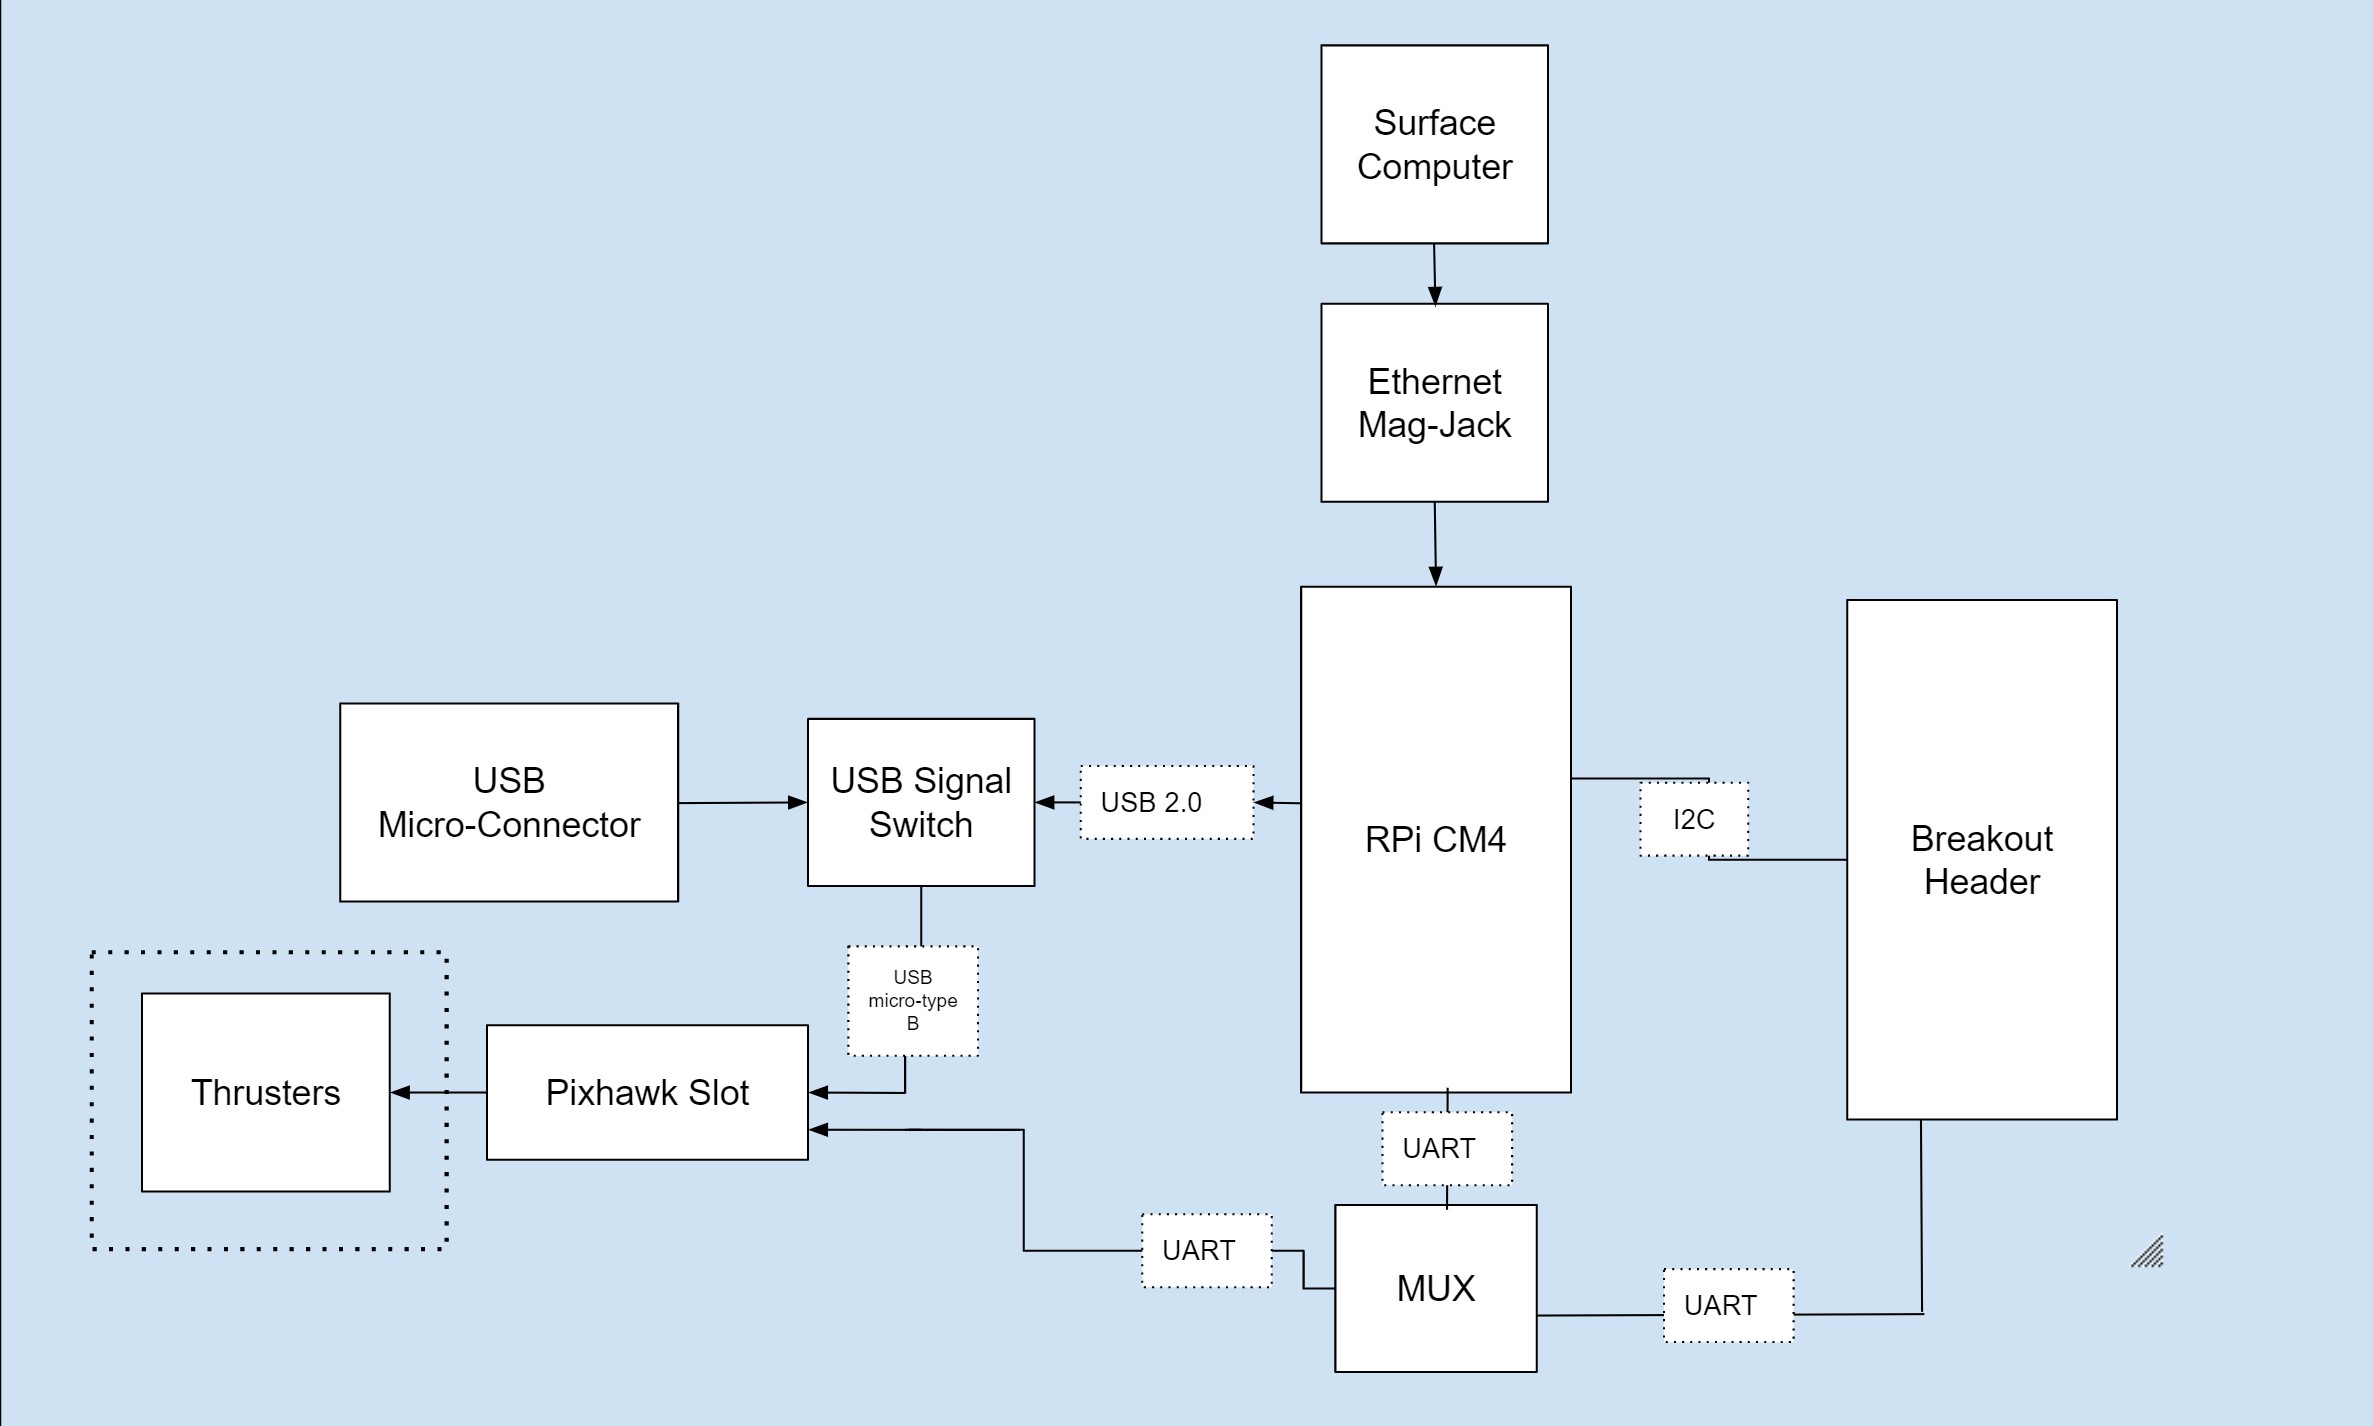 Surface
Computer
Ethernet
Mag-Jack
USB
Micro-Connector
USB Signal
Switch
USB 2.0
RPi CM4
I2C
Breakout
Header
USB
micro-type
B
Thrusters
Pixhawk Slot
UART
UART
MUX
UART